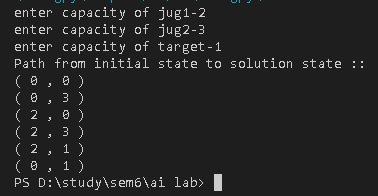 enter capacity of jug1-2
enter capacity of jug2-3
enter capacity of target-1
Path from initial state to solution state ::
( 0 , 0 )
( 0 , 3 )
( 2 , 0 )
( 2 , 3 )
( 2 , 1 )
( 0 , 1 )
PS D:\study\sem6\ai lab>